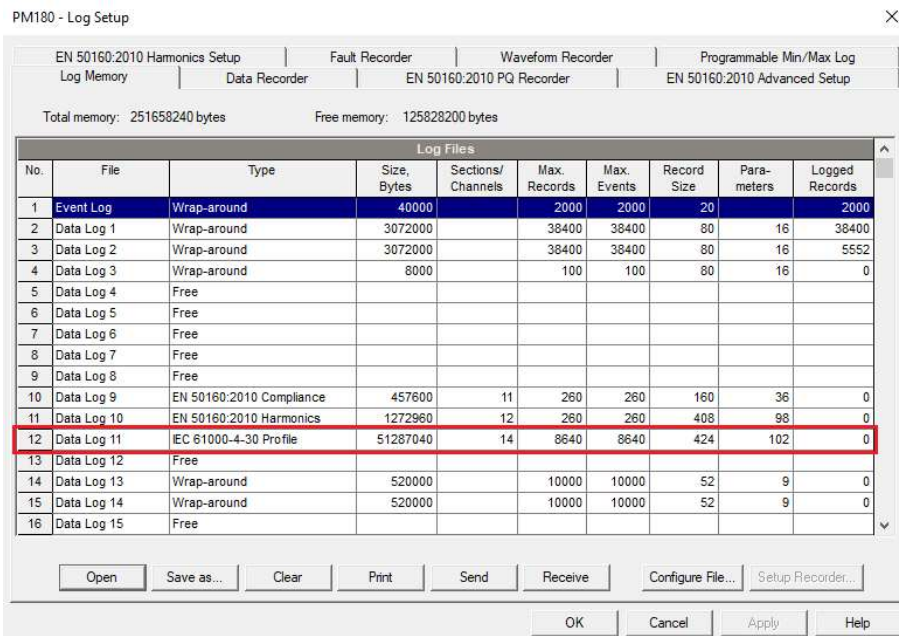 PM180 - Log Setup
EN 50160:2010 Harmonics Setup Fault Recorder Waveform Recorder Programmable Min/Max Log
Log Memory Data Recorder EN 50160:2010 PQ Recorder EN 50160:2010 Advanced Setup
Total memory: 251658240 bytes Free memory: 125828200 bytes
Log Files
No. File Type Size, Bytes Sections/ Channels Max. Records Max. Events Record Size Para- meters Logged Records
1 Event Log Wrap-around 40000 2000 2000 20 2000
2 Data Log 1 Wrap-around 3072000 38400 38400 80 16 38400
3 Data Log 2 Wrap-around 3072000 38400 38400 80 16 5552
4 Data Log 3 Wrap-around 8000 100 100 80 16 0
5 Data Log 4 Free
6 Data Log 5 Free
7 Data Log 6 Free
8 Data Log 7 Free
9 Data Log 8 Free
10 Data Log 9 EN 50160:2010 Compliance 457600 11 260 260 160 36 0
11 Data Log 10 EN 50160:2010 Harmonics 1272960 12 260 260 408 98 0
12 Data Log 11 IEC 61000-4-30 Profile 51287040 14 8640 8640 424 102 0
13 Data Log 12 Free
14 Data Log 13 Wrap-around 520000 10000 10000 52 9 0
15 Data Log 14 Wrap-around 520000 10000 10000 52 9 0
16 Data Log 15 Free
Open Save as... Clear Print Send Receive Configure File... Setup Recorder...
OK Cancel Apply Help